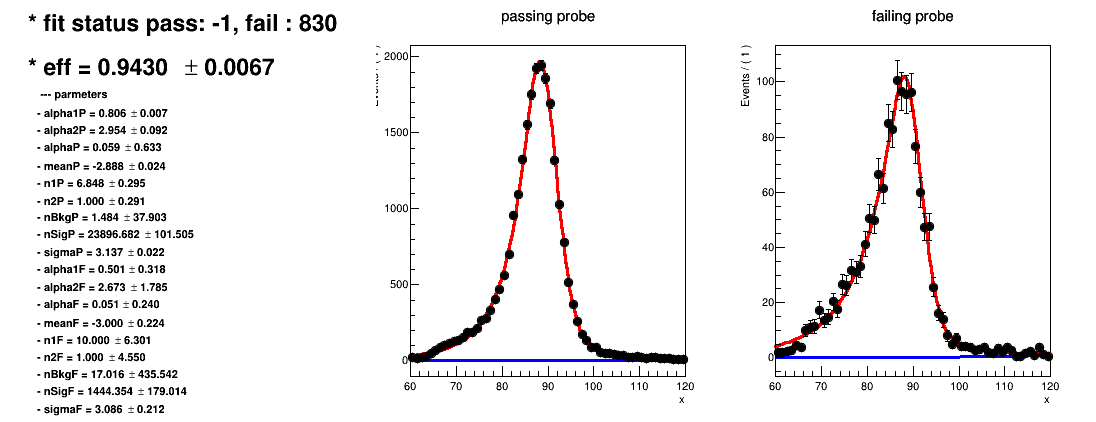 * fit status pass: -1, fail : 830
* eff = 0.9430 ± 0.0067
--- parmeters
- alpha1P = 0.806 ± 0.007
- alpha2P = 2.954 ± 0.092
- alphaP = 0.059 ± 0.633
- meanP = -2.888 ± 0.024
- n1P = 6.848 ± 0.295
- n2P = 1.000 ± 0.291
- nBkgP = 1.484 ± 37.903
- nSigP = 23896.682 ± 101.505
- sigmaP = 3.137 ± 0.022
- alpha1F = 0.501 ± 0.318
- alpha2F = 2.673 ± 1.785
- alphaF = 0.051 ± 0.240
- meanF = -3.000 ± 0.224
- n1F = 10.000 ± 6.301
- n2F = 1.000 ± 4.550
- nBkgF = 17.016 ± 435.542
- nSigF = 1444.354 ± 179.014
- sigmaF = 3.086 ± 0.212
passing probe
2000
1500
1000
500
0
60 70 80 90 100 110 120
x
failing probe
Events / ( 1 )
100
80
60
40
20
0
60 70 80 90 100 110 120
x